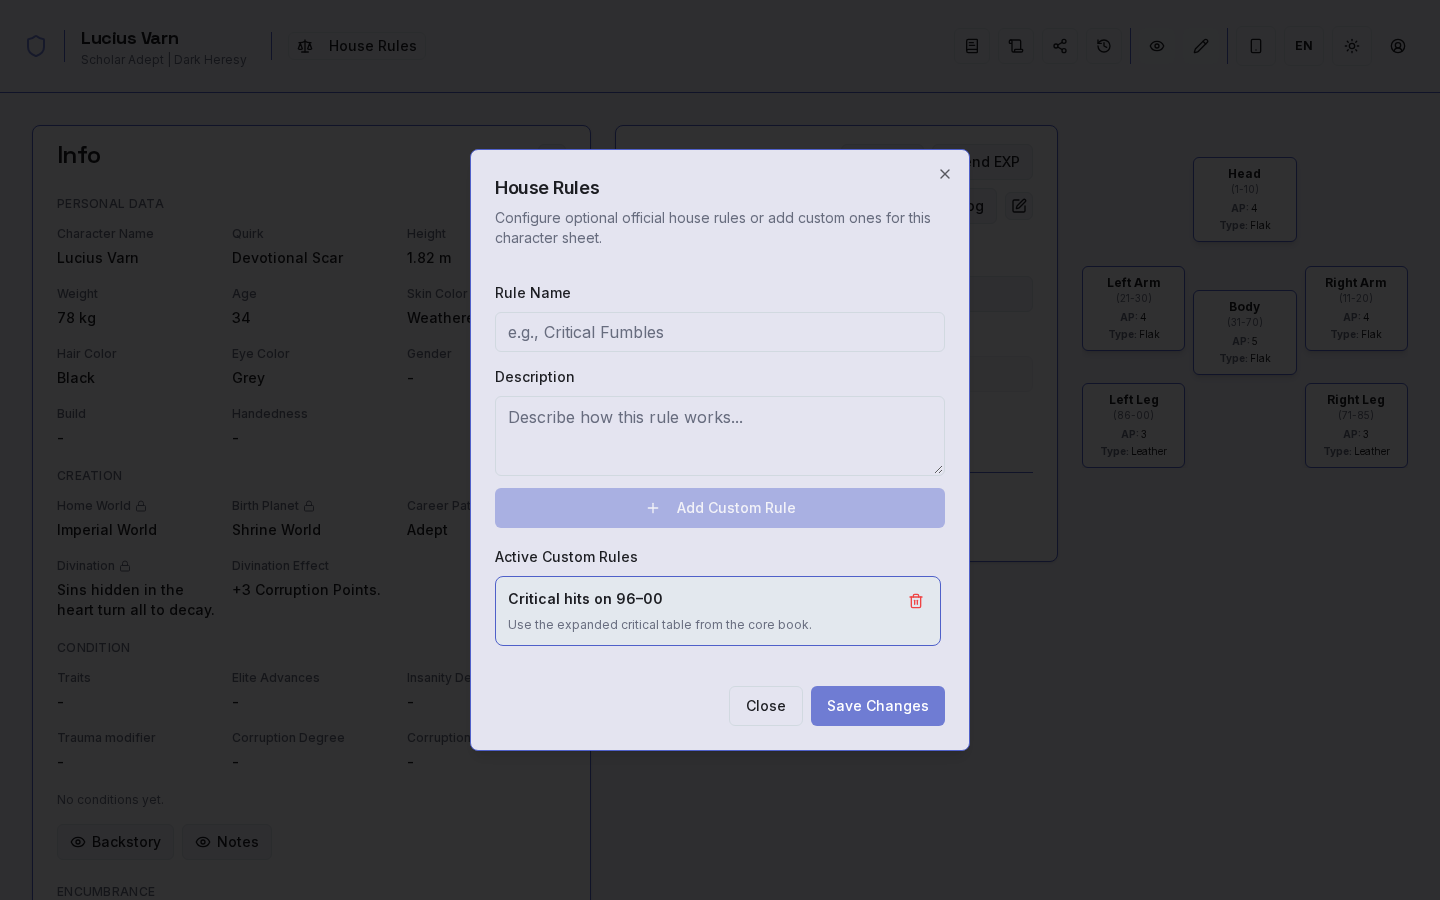 Lucius Varn
Scholar Adept | Dark Heresy
House Rules
EN
Info
PERSONAL DATA
Character Name
Quirk
Height
Lucius Varn
Devotional Scar
1.82 m
Weight
Age
Skin Color
78 kg
34
Hair Color
Eye Color
Gender
Black
Grey
-
Build
Handedness
-
-
CREATION
Home World
Birth Planet
Imperial World
Shrine World
Adept
Divination
Divination Effect
Sins hidden in the
heart turn all to decay.
+3 Corruption Points.
CONDITION
Traits
Elite Advances
-
-
-
Trauma modifier
Corruption Degree
Corruption
-
-
-
No conditions yet.
Backstory
Notes
ENCUMBRANCE
EXP
House Rules
Configure optional official house rules or add custom ones for this
character sheet.
Rule Name
e.g., Critical Fumbles
Description
Describe how this rule works...
Add Custom Rule
Active Custom Rules
Critical hits on 96–00
Use the expanded critical table from the core book.
Close
Save Changes
Head
(1-10)
AP: 4
Type: Flak
Left Arm
(21-30)
AP: 4
Type: Flak
Body
(31-70)
AP: 5
Type: Flak
Right Arm
(11-20)
AP: 4
Type: Flak
Left Leg
(86-00)
AP: 3
Type: Leather
Right Leg
(71-85)
AP: 3
Type: Leather